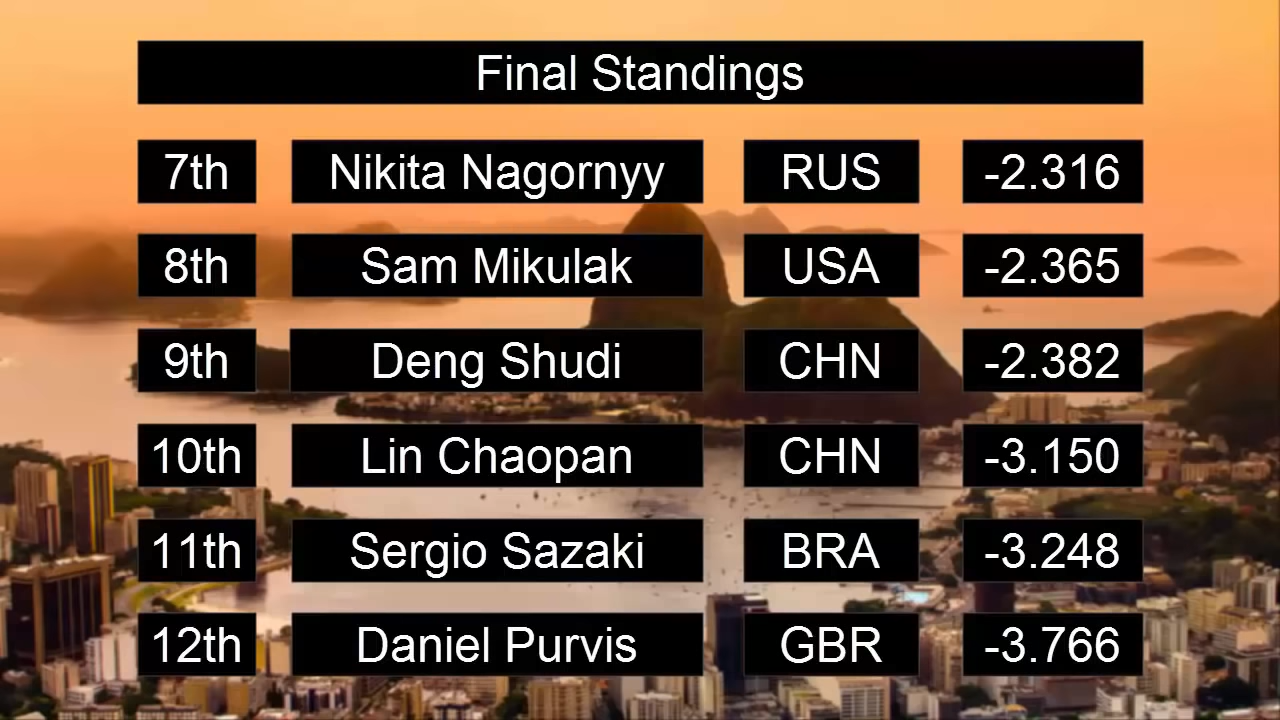 Final Standings
7th Nikita Nagornyy RUS -2.316
8th Sam Mikulak USA -2.365
9th Deng Shudi CHN -2.382
10th Lin Chaopan CHN -3.150
11th Sergio Sazaki BRA -3.248
12th Daniel Purvis GBR -3.766